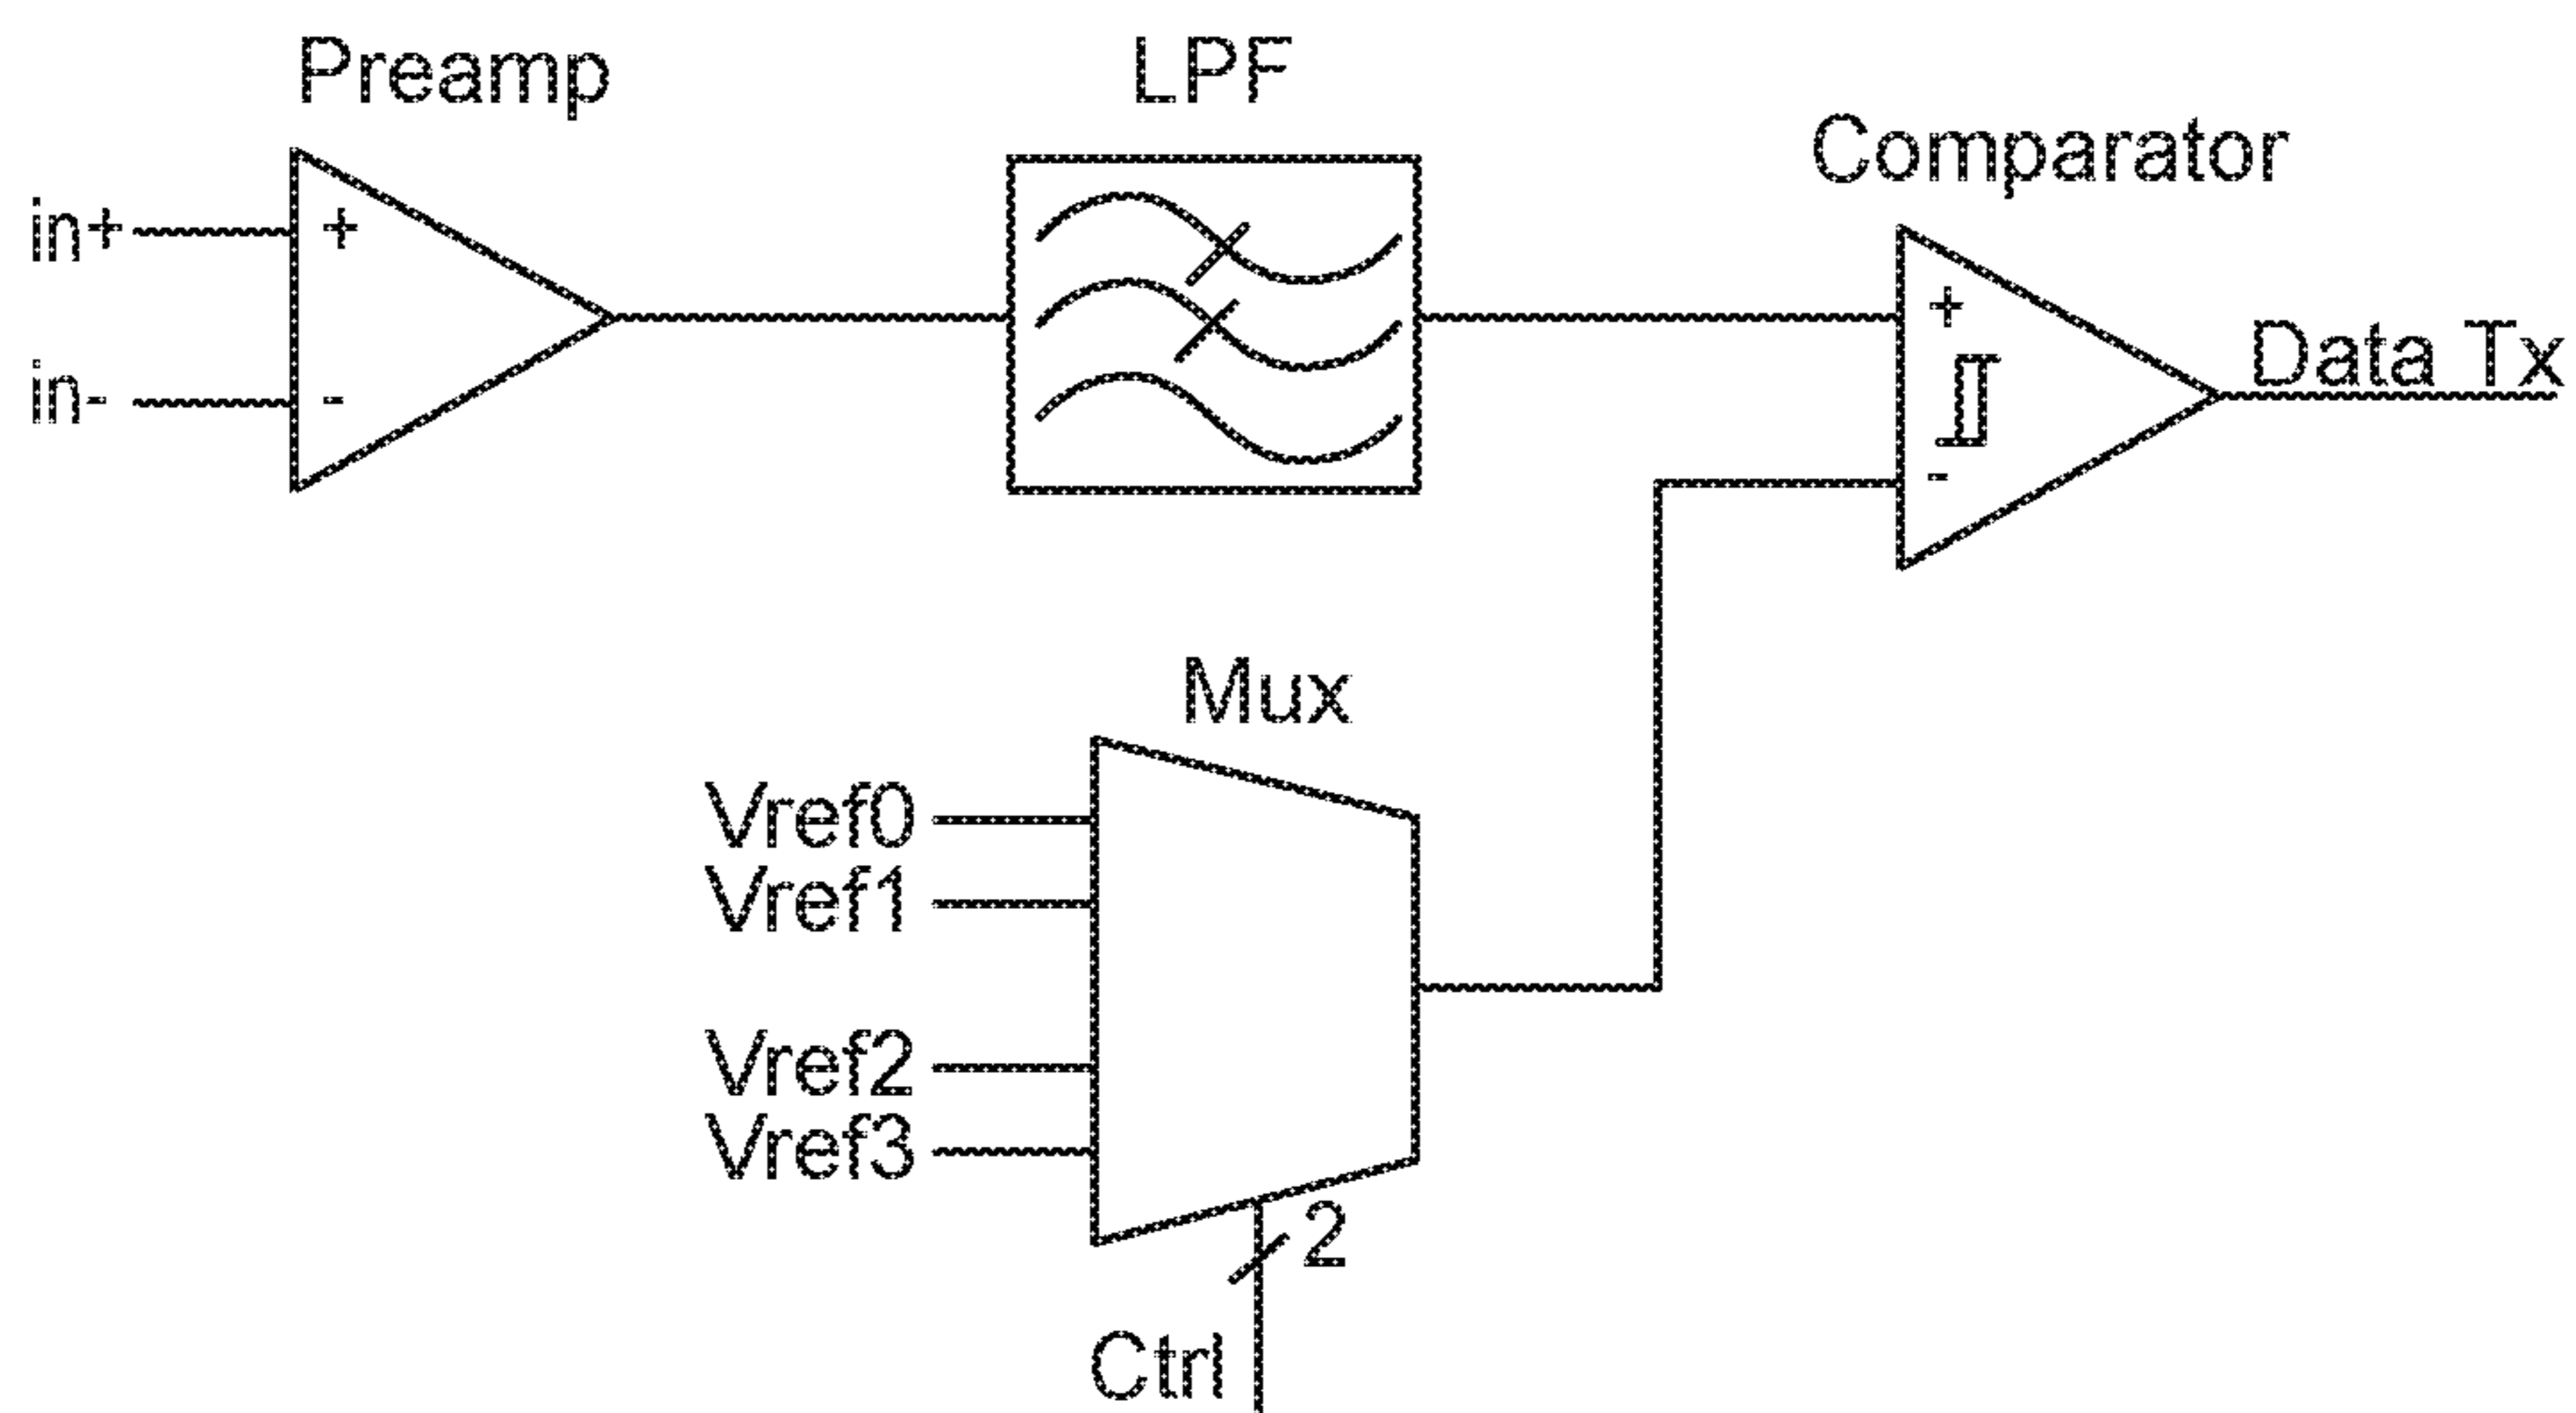 Preamp
LPF
Comparator
in+
+
+
Data Tx
in-
-
-
Mux
Vref0
Vref1
Vref2
Vref3
2
Ctrl